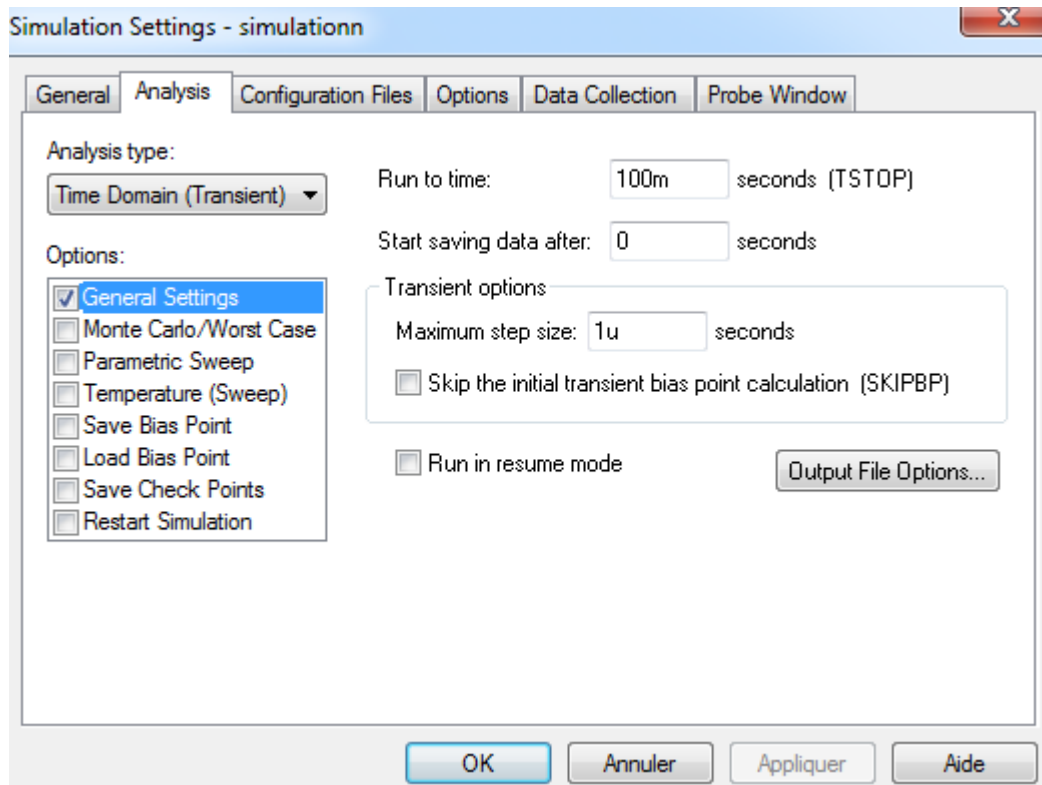 Simulation Settings - simulationn
X
General Analysis Configuration Files Options Data Collection Probe Window
Analysis type:
Time Domain (Transient)
Options:
General Settings
Monte Carlo/Worst Case
Parametric Sweep
Temperature (Sweep)
Save Bias Point
Load Bias Point
Save Check Points
Restart Simulation
Run to time: 100m seconds (TSTOP)
Start saving data after: 0 seconds
Transient options
Maximum step size: 1u seconds
Skip the initial transient bias point calculation (SKIPBP)
Run in resume mode
Output File Options...
OK Annuler Appliquer Aide